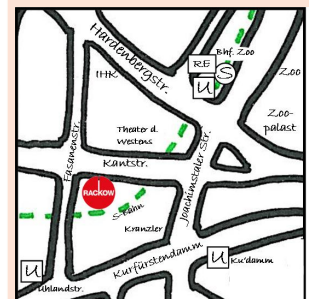 Hardenbergstr.
Bhf. Zoo
RE
S
U
IHK
Zoo
Zoo-
palast
Theater d.
Westens
Fasanenstr.
Kantstr.
Joachimstaler Str.
RACKOW
S-Bahn
Kranzler
Kurfürstendamm
U
Ku'damm
U
Uhlandstr.